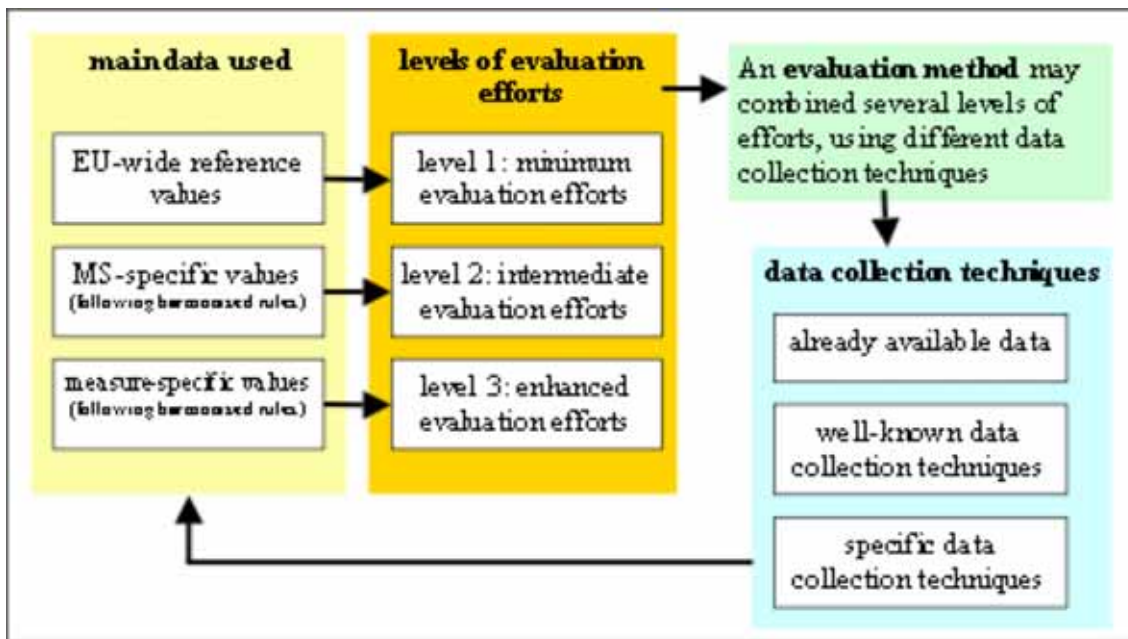 main data used
EU-wide reference
values
MS-specific values
(following harmonised rules)
measure-specific values
(following harmonised rules)
levels of evaluation
efforts
level 1: minimum
evaluation efforts
level 2: intermediate
evaluation efforts
level 3: enhanced
evaluation efforts
An evaluation method may
combined several levels of
efforts, using different data
collection techniques
data collection techniques
already available data
well-known data
collection techniques
specific data
collection techniques